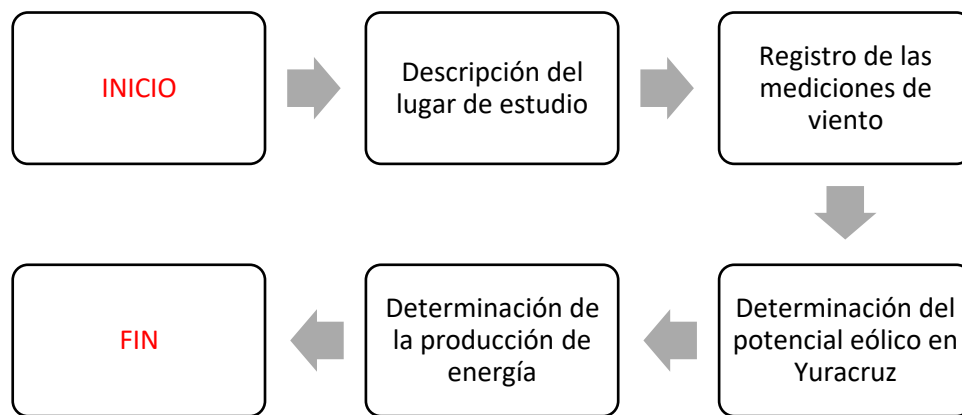 INICIO
Descripción del
lugar de estudio
Registro de las
mediciones de
viento
Determinación del
potencial eólico en
Yuracruz
Determinación de
la producción de
energía
FIN